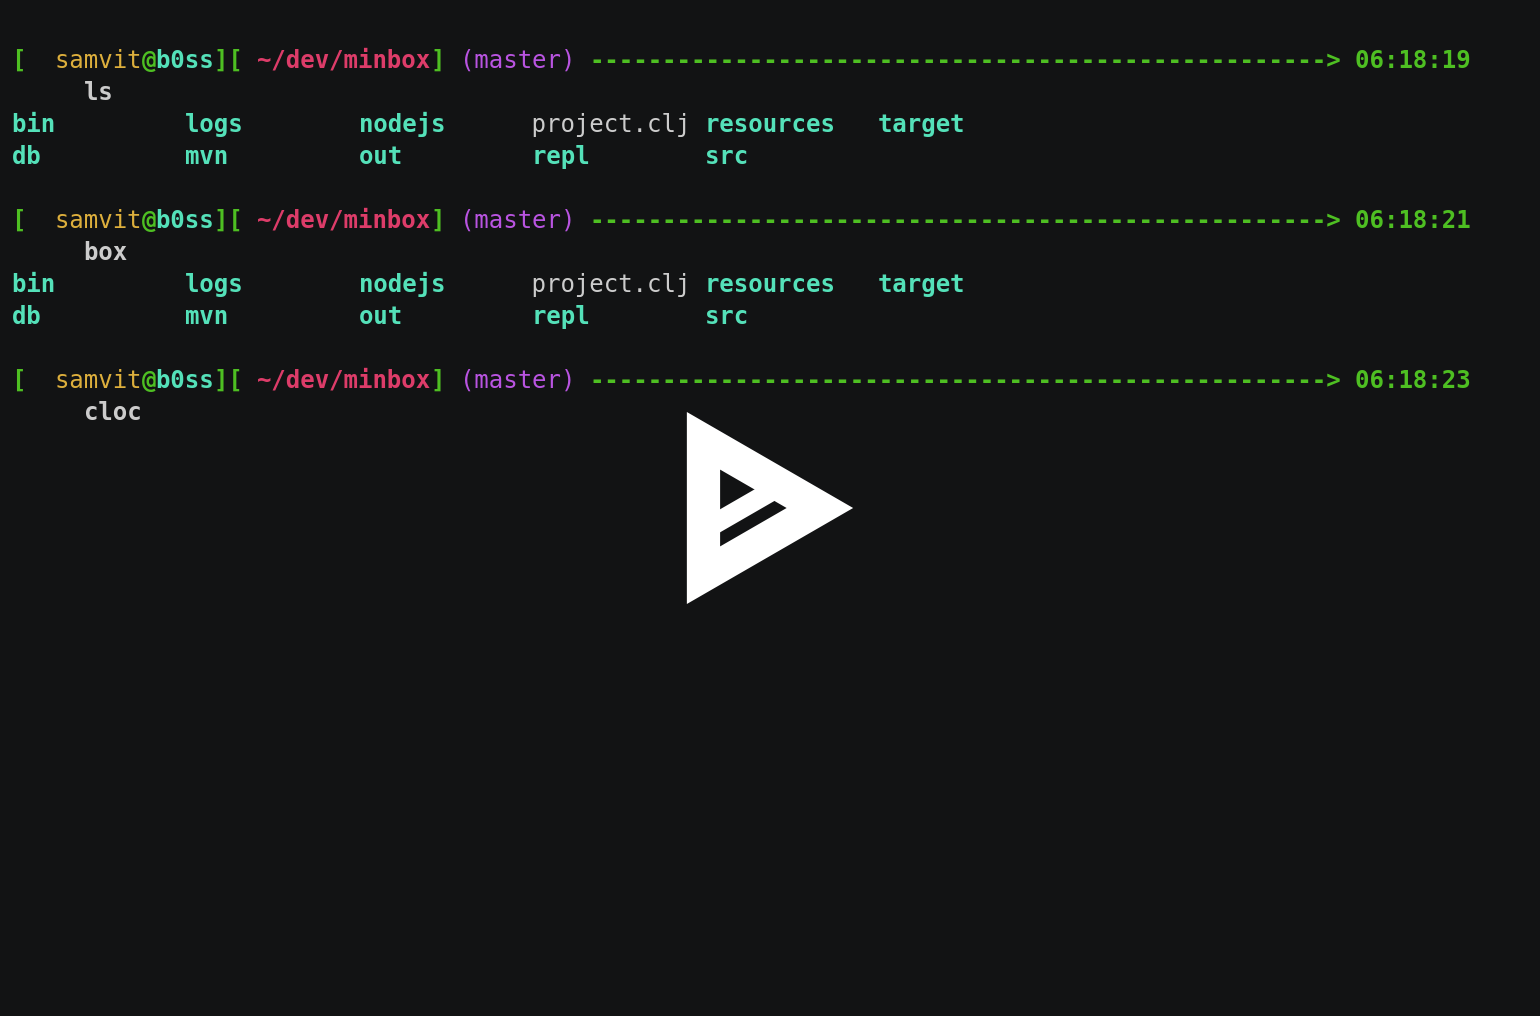 [  samvit@b0ss][ ~/dev/minbox] (master) ---------------------------------------------------> 06:18:19
     ls
bin         logs        nodejs      project.clj resources   target
db          mvn         out         repl        src
[  samvit@b0ss][ ~/dev/minbox] (master) ---------------------------------------------------> 06:18:21
     box
bin         logs        nodejs      project.clj resources   target
db          mvn         out         repl        src
[  samvit@b0ss][ ~/dev/minbox] (master) ---------------------------------------------------> 06:18:23
     cloc